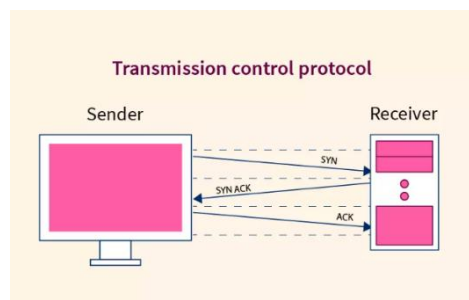 Transmission control protocol
Sender
Receiver
SYN
SYN ACK
ACK